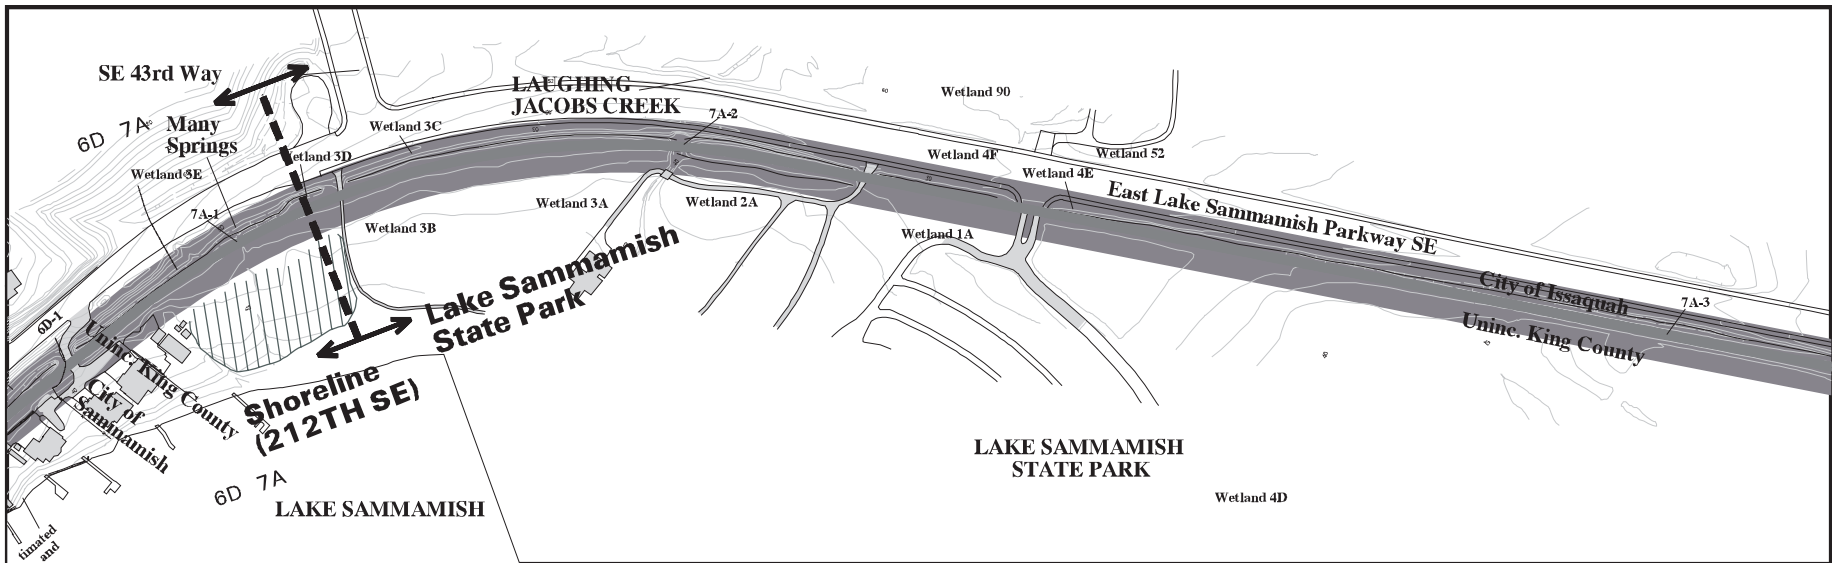 SE 43rd Way
LAUGHING
JACOBS CREEK
Wetland 90
6D 7A
Many
Springs
Wetland 3C
7A-2
Wetland 3D
Wetland 4F
Wetland 52
Wetland 3E
Wetland 4E
7A-1
Wetland 3A
Wetland 2A
East Lake Sammamish Parkway SE
Wetland 3B
Wetland 1A
Lake Sammamish
State Park
City of Issaquah
7A-3
6D-1
Uninc. King County
Uninc. King County
City of
Sammamish
Shoreline
(212TH SE)
LAKE SAMMAMISH
STATE PARK
6D 7A
LAKE SAMMAMISH
Wetland 4D
timated
and